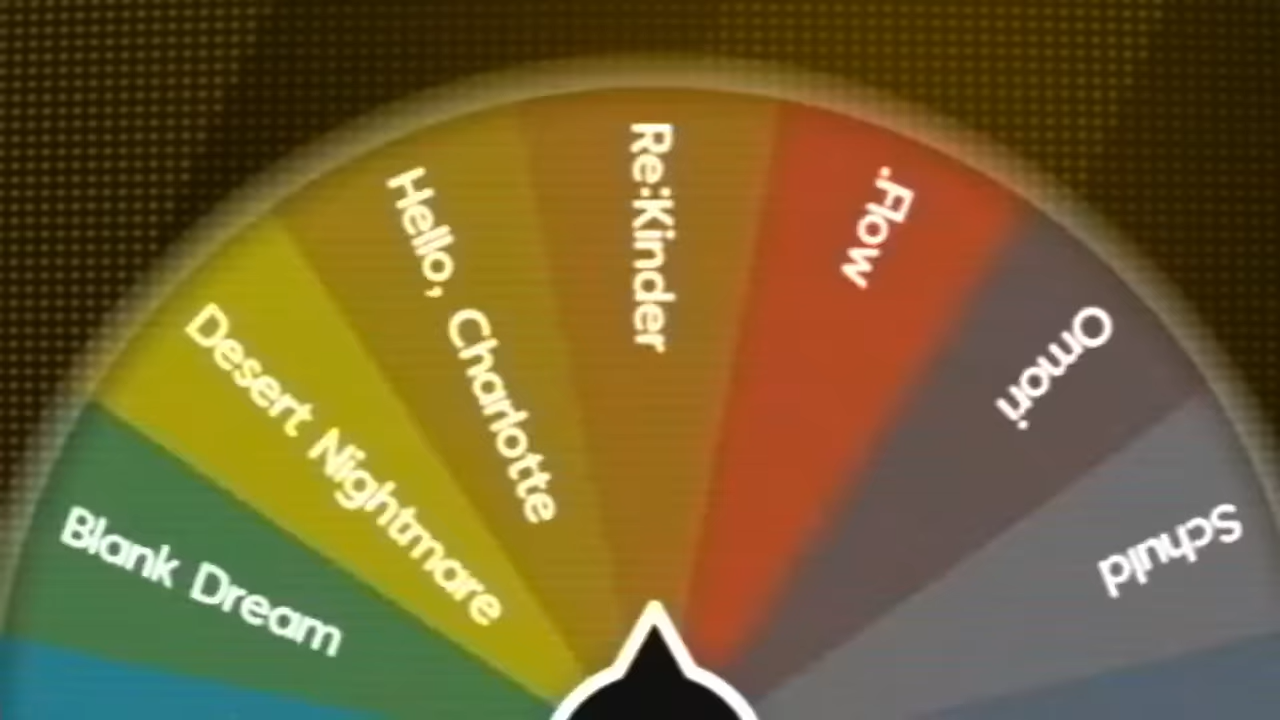 Blank Dream
Desert Nightmare
Hello, Charlotte
Re:Kinder
.Flow
Omori
Schuld